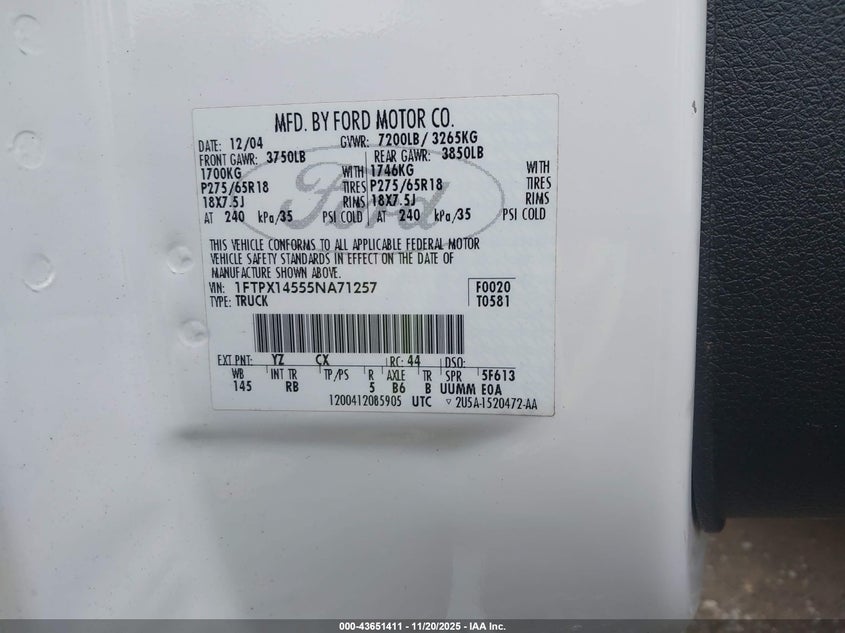 MFD. BY FORD MOTOR CO.
DATE: 12/04 GVWR: 7200LB/ 3265KG
FRONT GAWR: 3750LB REAR GAWR: 3850LB
1700KG WITH 1746KG WITH
P275/65R18 TIRES P275/65R18 TIRES
18X7.5J RIMS 18X7.5J RIMS
AT 240 kPa/35 PSI COLD AT 240 kPa/35 PSI COLD
Ford
THIS VEHICLE CONFORMS TO ALL APPLICABLE FEDERAL MOTOR
VEHICLE SAFETY STANDARDS IN EFFECT ON THE DATE OF
MANUFACTURE SHOWN ABOVE.
VIN: 1FTPX14555NA71257 F0020
TYPE: TRUCK T0581
EXT PNT: YZ CX RC: 44 DSO:
WB INT TR TP/PS R AXLE TR SPR 5F613
145 RB 5 B6 B UUMM E0A
1200412085905 UTC ▽ 2U5A-1520472-AA
000-43651411 - 11/20/2025 - IAA Inc.